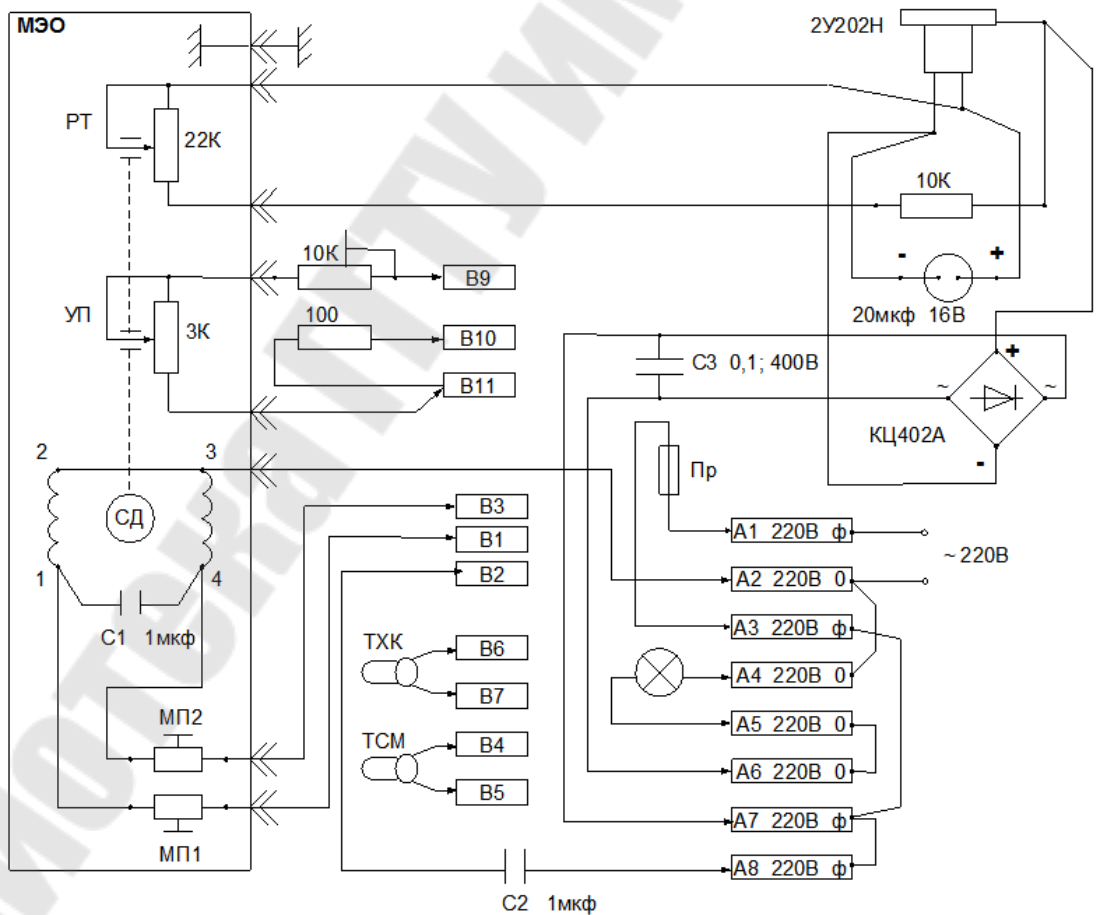 МЭО
2У202Н
РТ
22К
10К
10К
В9
- +
УП
3К
100
В10
20мкф 16В
В11
С3 0,1; 400В
+
~ ~
КЦ402А
-
2 3
Пр
СД
В3
В1
В2
А1 220В ф
~ 220В
1 4
А2 220В 0
С1 1мкф
ТХК
В6
А3 220В ф
В7
А4 220В 0
МП2
ТСМ
В4
А5 220В 0
В5
А6 220В 0
МП1
А7 220В ф
А8 220В ф
С2 1мкф
ИОТЕКА ГГТУ ИМ